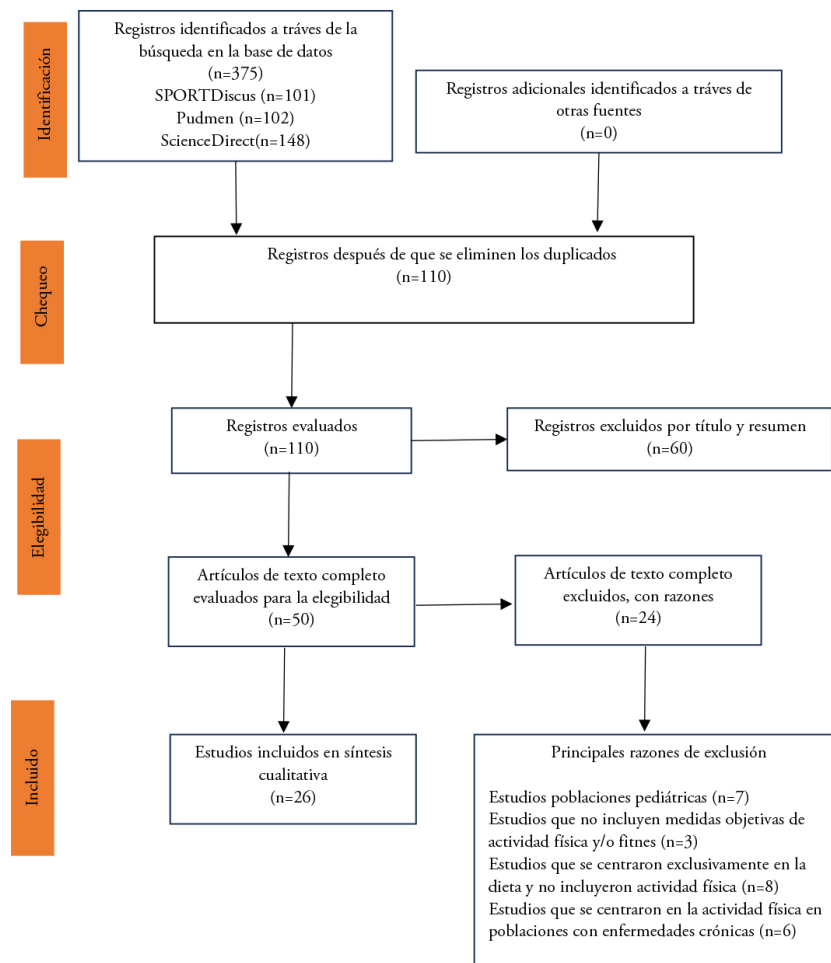 Identificación
Registros identificados a tráves de la
búsqueda en la base de datos
(n=375)
SPORTDiscus (n=101)
Pudmen (n=102)
ScienceDirect(n=148)
Registros adicionales identificados a tráves de
otras fuentes
(n=0)
Chequeo
Registros después de que se eliminen los duplicados
(n=110)
Elegibilidad
Registros evaluados
(n=110)
Registros excluidos por título y resumen
(n=60)
Artículos de texto completo
evaluados para la elegibilidad
(n=50)
Artículos de texto completo
excluidos, con razones
(n=24)
Incluido
Estudios incluidos en síntesis
cualitativa
(n=26)
Principales razones de exclusión
Estudios poblaciones pediátricas (n=7)
Estudios que no incluyen medidas objetivas de
actividad física y/o fitnes (n=3)
Estudios que se centraron exclusivamente en la
dieta y no incluyeron actividad física (n=8)
Estudios que se centraron en la actividad física en
poblaciones con enfermedades crónicas (n=6)